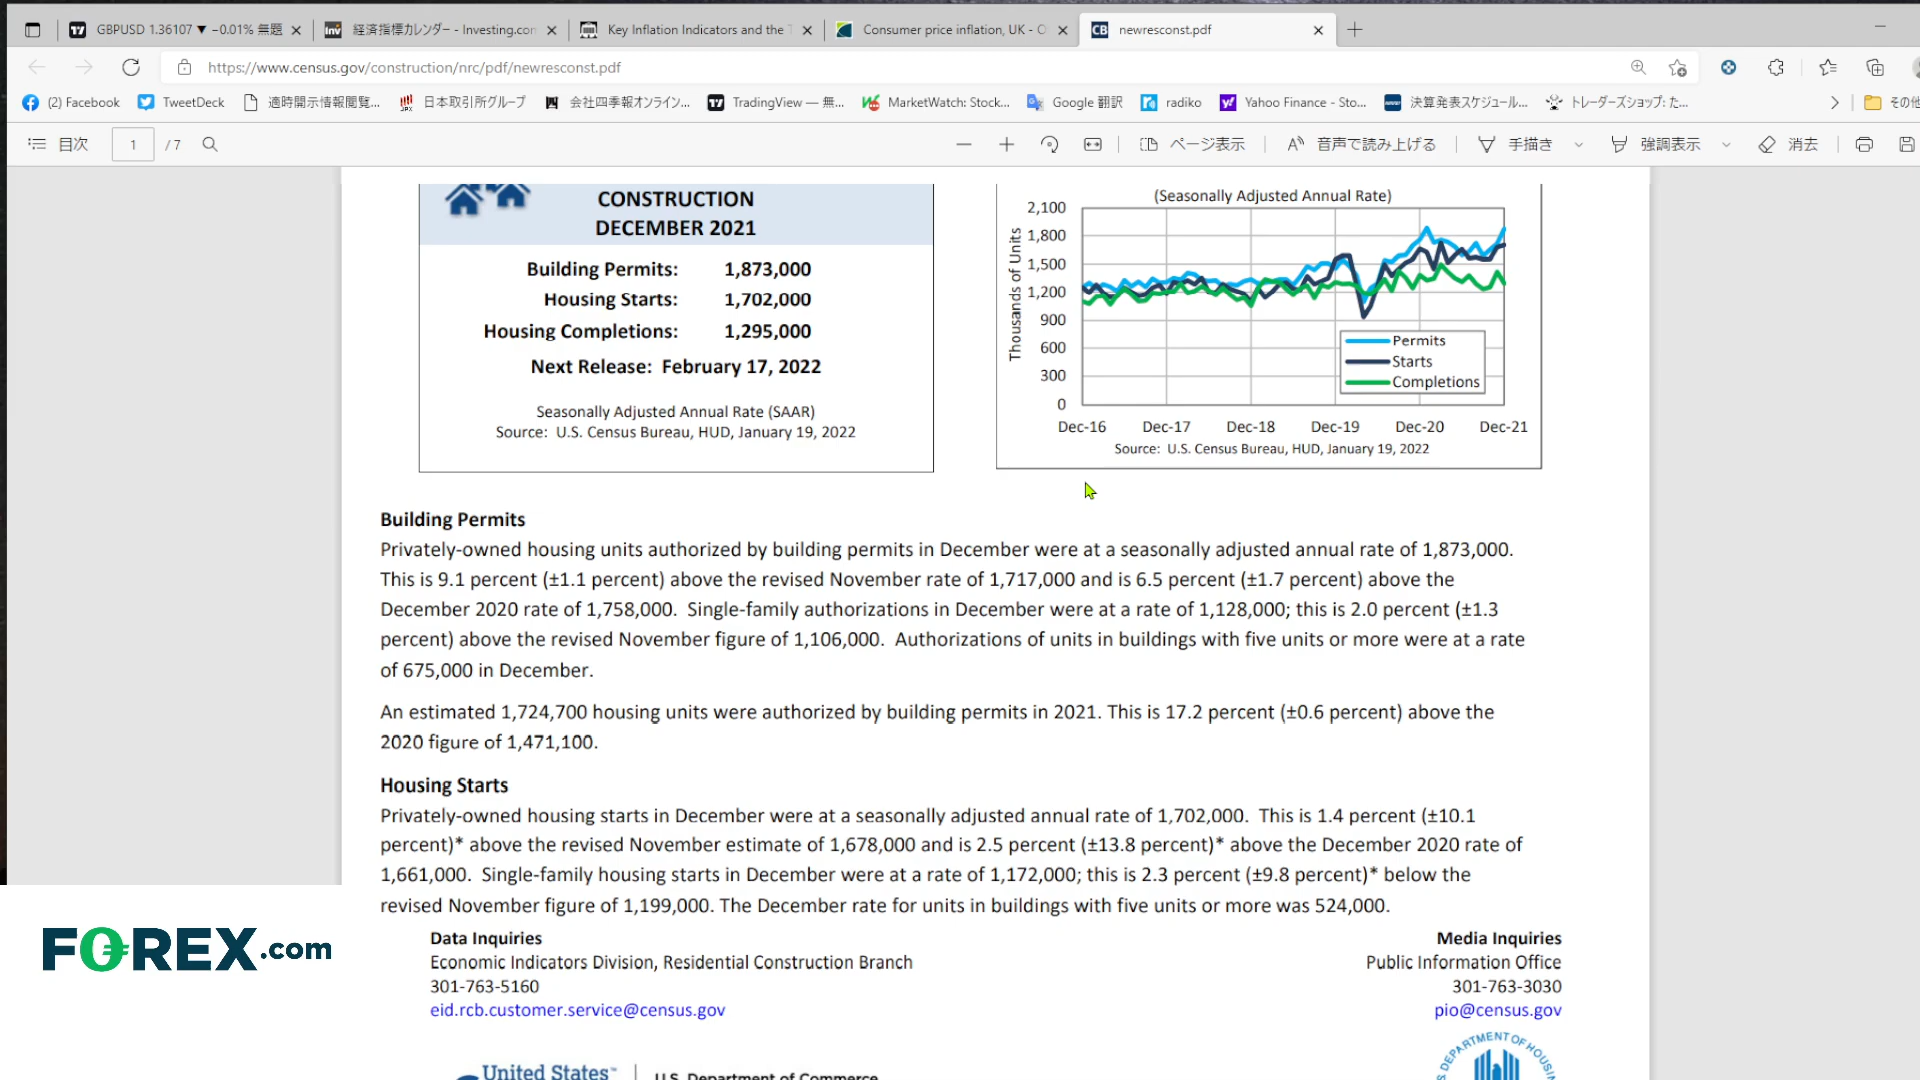 GBPUSD 1.36107 ▼ −0.01% 無題
経済指標カレンダー - Investing.com
Key Inflation Indicators and the
Consumer price inflation, UK - O
newresconst.pdf
https://www.census.gov/construction/nrc/pdf/newresconst.pdf
(2) Facebook
TweetDeck
適時開示情報閲覧...
日本取引所グループ
会社四季報オンライン...
TradingView — 無...
MarketWatch: Stock...
Google 翻訳
radiko
Yahoo Finance - Sto...
決算発表スケジュール...
トレーダーズショップ: た...
その他
目次
1
/ 7
ページ表示
音声で読み上げる
手描き
強調表示
消去
CONSTRUCTION
DECEMBER 2021
Building Permits: 1,873,000
Housing Starts: 1,702,000
Housing Completions: 1,295,000
Next Release: February 17, 2022
Seasonally Adjusted Annual Rate (SAAR)
Source: U.S. Census Bureau, HUD, January 19, 2022
(Seasonally Adjusted Annual Rate)
Thousands of Units
2,100
1,800
1,500
1,200
900
600
300
0
Permits
Starts
Completions
Dec-16 Dec-17 Dec-18 Dec-19 Dec-20 Dec-21
Source: U.S. Census Bureau, HUD, January 19, 2022
Building Permits
Privately-owned housing units authorized by building permits in December were at a seasonally adjusted annual rate of 1,873,000.
This is 9.1 percent (±1.1 percent) above the revised November rate of 1,717,000 and is 6.5 percent (±1.7 percent) above the
December 2020 rate of 1,758,000. Single-family authorizations in December were at a rate of 1,128,000; this is 2.0 percent (±1.3
percent) above the revised November figure of 1,106,000. Authorizations of units in buildings with five units or more were at a rate
of 675,000 in December.
An estimated 1,724,700 housing units were authorized by building permits in 2021. This is 17.2 percent (±0.6 percent) above the
2020 figure of 1,471,100.
Housing Starts
Privately-owned housing starts in December were at a seasonally adjusted annual rate of 1,702,000. This is 1.4 percent (±10.1
percent)* above the revised November estimate of 1,678,000 and is 2.5 percent (±13.8 percent)* above the December 2020 rate of
1,661,000. Single-family housing starts in December were at a rate of 1,172,000; this is 2.3 percent (±9.8 percent)* below the
revised November figure of 1,199,000. The December rate for units in buildings with five units or more was 524,000.
FOREX.com
Data Inquiries
Economic Indicators Division, Residential Construction Branch
301-763-5160
eid.rcb.customer.service@census.gov
Media Inquiries
Public Information Office
301-763-3030
pio@census.gov
United States™
U.S. Department of Commerce
DEPARTMENT OF HOUSIN